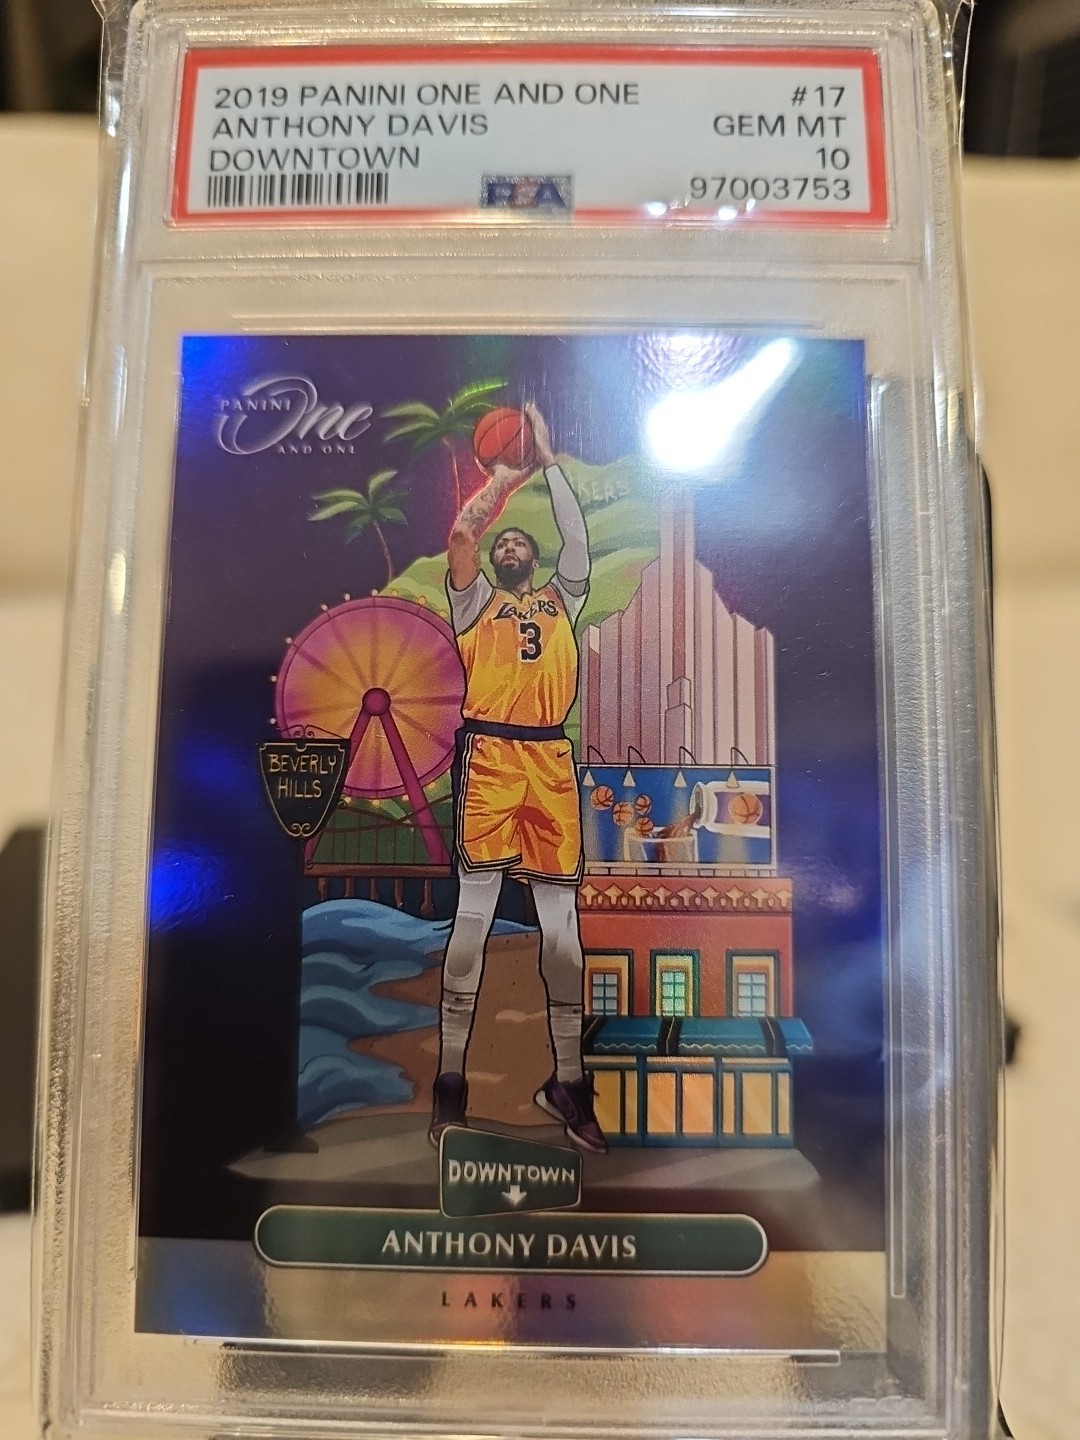 2019 PANINI ONE AND ONE #17
ANTHONY DAVIS GEM MT
DOWNTOWN 10
PSA 97003753
PANINI One
AND ONE
LAKERS
3
BEVERLY
HILLS
DOWNTOWN
ANTHONY DAVIS
LAKERS